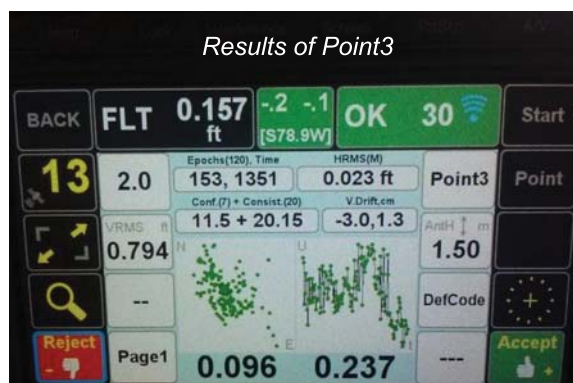 Results of Point3
BACK FLT 0.157 ft -.2 -.1 [S78.9W] OK 30 Start
13 2.0 Epochs(120), Time 153, 1351 HRMS(M) 0.023 ft Point3 Point
Conf.(7) + Consist.(20) 11.5 + 20.15 V.Drift,cm -3.0,1.3
VRMS ft 0.794 AntH m 1.50
N U
-- DefCode
E t
Reject - Page1 0.096 0.237 --- Accept +